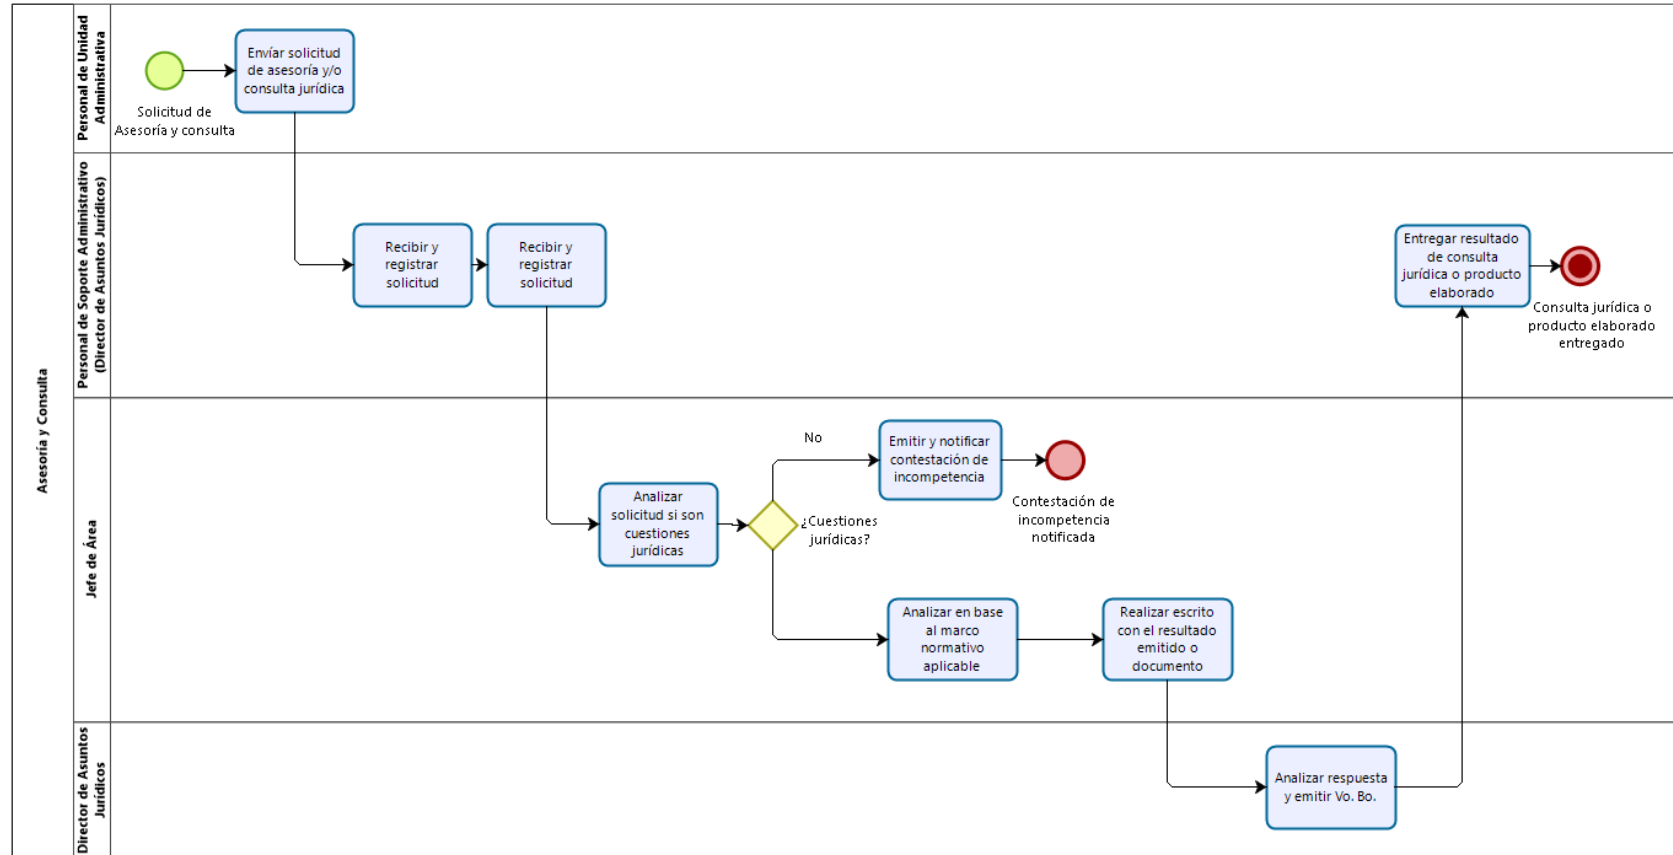 Asesoría y Consulta
Personal de Unidad
Administrativa
Solicitud de
Asesoría y consulta
Envíar solicitud
de asesoría y/o
consulta jurídica
Personal de Soporte Administrativo
(Director de Asuntos Jurídicos)
Recibir y
registrar
solicitud
Recibir y
registrar
solicitud
Entregar resultado
de consulta
jurídica o producto
elaborado
Consulta jurídica o
producto elaborado
entregado
Jefe de Área
Analizar
solicitud si son
cuestiones
jurídicas
¿Cuestiones
jurídicas?
No
Emitir y notificar
contestación de
incompetencia
Contestación de
incompetencia
notificada
Analizar en base
al marco
normativo
aplicable
Realizar escrito
con el resultado
emitido o
documento
Director de Asuntos
Jurídicos
Analizar respuesta
y emitir Vo. Bo.